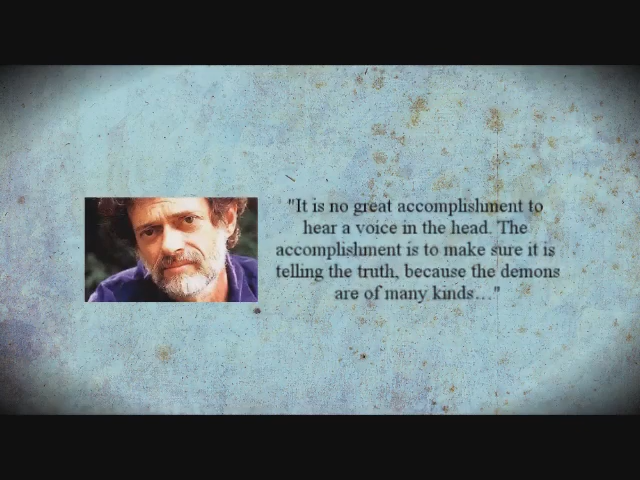 "It is no great accomplishment to
hear a voice in the head. The
accomplishment is to make sure it is
telling the truth, because the demons
are of many kinds…"